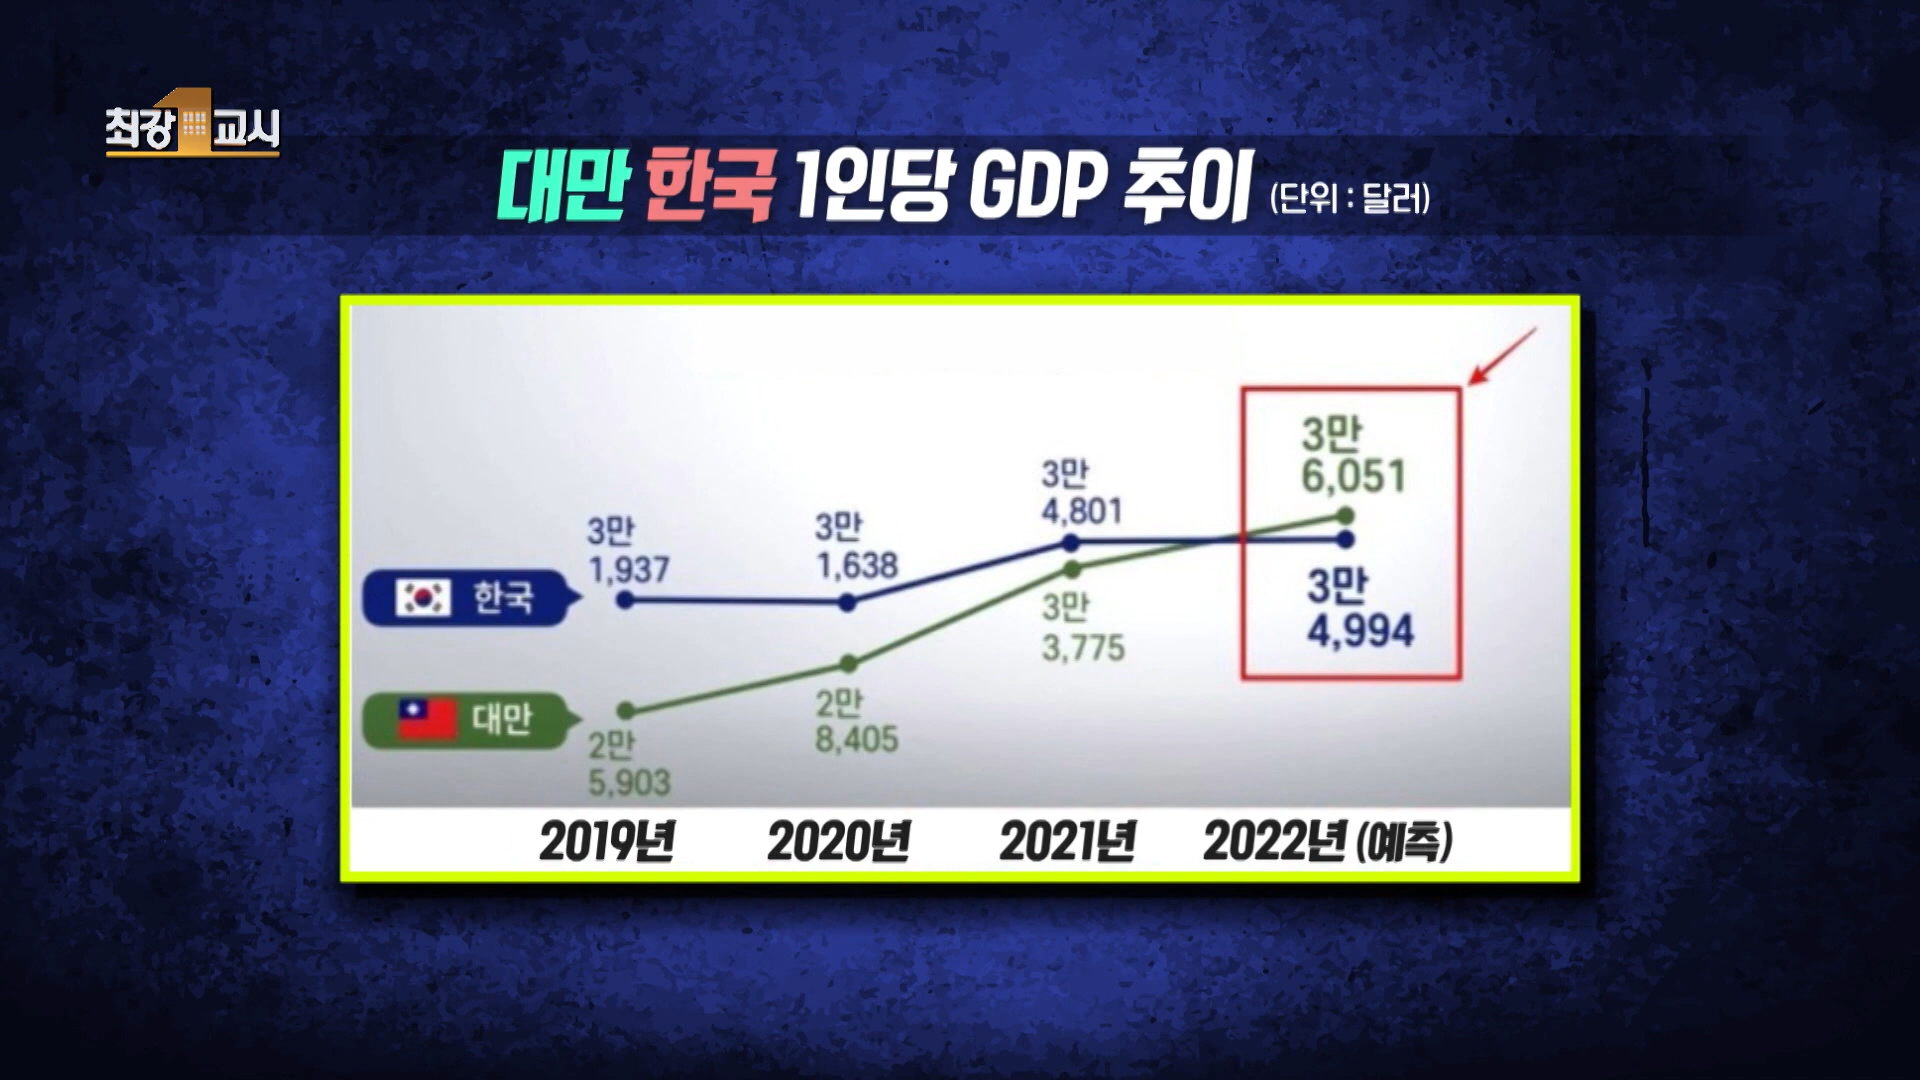 최강1교시
대만 한국 1인당 GDP 추이 (단위 : 달러)
3만
6,051
3만
4,801
3만
1,937
3만
1,638
한국
3만
4,994
3만
3,775
대만
2만
8,405
2만
5,903
2019년 2020년 2021년 2022년 (예측)